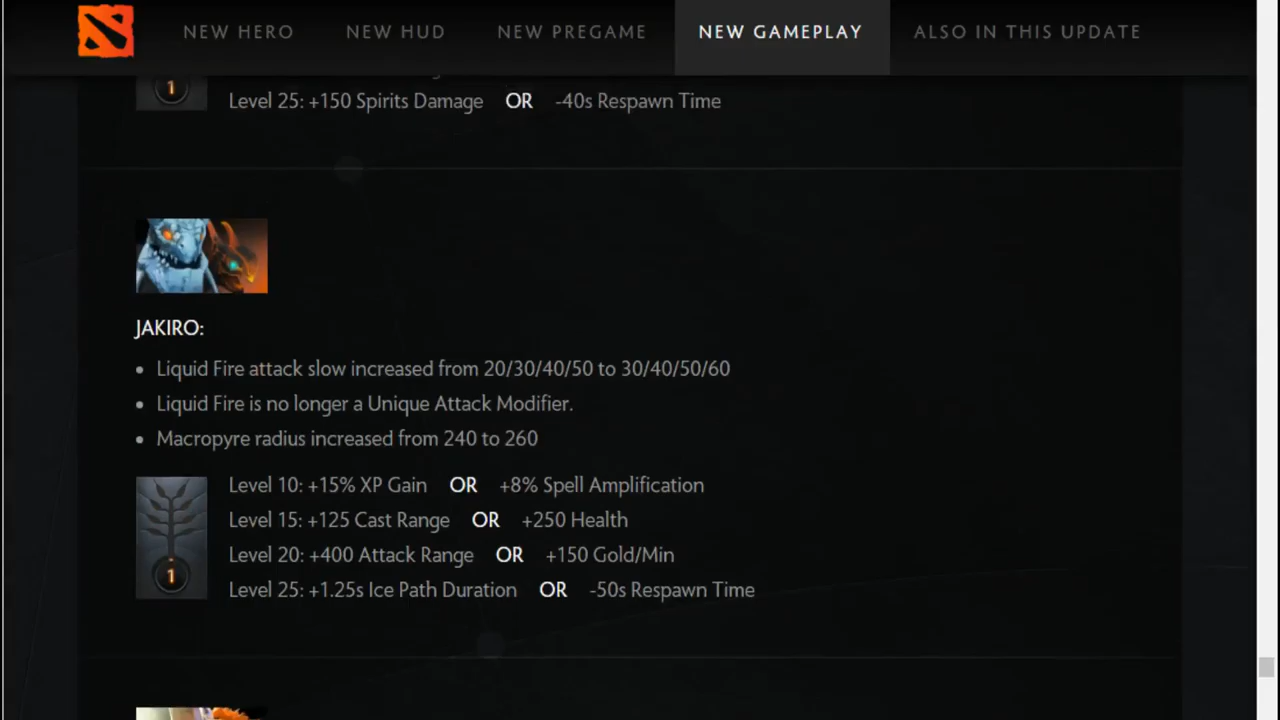 NEW HERO NEW HUD NEW PREGAME NEW GAMEPLAY ALSO IN THIS UPDATE
1
Level 25: +150 Spirits Damage OR -40s Respawn Time
JAKIRO:
• Liquid Fire attack slow increased from 20/30/40/50 to 30/40/50/60
• Liquid Fire is no longer a Unique Attack Modifier.
• Macropyre radius increased from 240 to 260
Level 10: +15% XP Gain OR +8% Spell Amplification
Level 15: +125 Cast Range OR +250 Health
Level 20: +400 Attack Range OR +150 Gold/Min
1
Level 25: +1.25s Ice Path Duration OR -50s Respawn Time